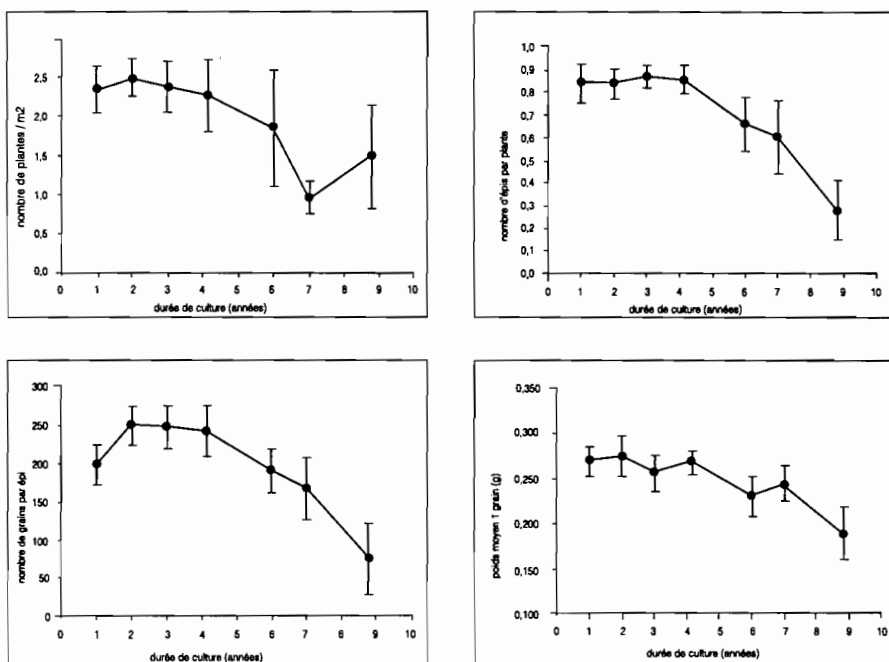 nombre de plantes / m2
2,5
2,0
1,5
1,0
0,5
0,0
0 1 2 3 4 5 6 7 8 9 10
durée de culture (années)
nombre d'épis par plante
1,0
0,9
0,8
0,7
0,6
0,5
0,4
0,3
0,2
0,1
0,0
0 1 2 3 4 5 6 7 8 9 10
durée de culture (années)
nombre de grains par épi
300
250
200
150
100
50
0
0 1 2 3 4 5 6 7 8 9 10
durée de culture (années)
poids moyen 1 grain (g)
0,350
0,300
0,250
0,200
0,150
0,100
0 1 2 3 4 5 6 7 8 9 10
durée de culture (années)